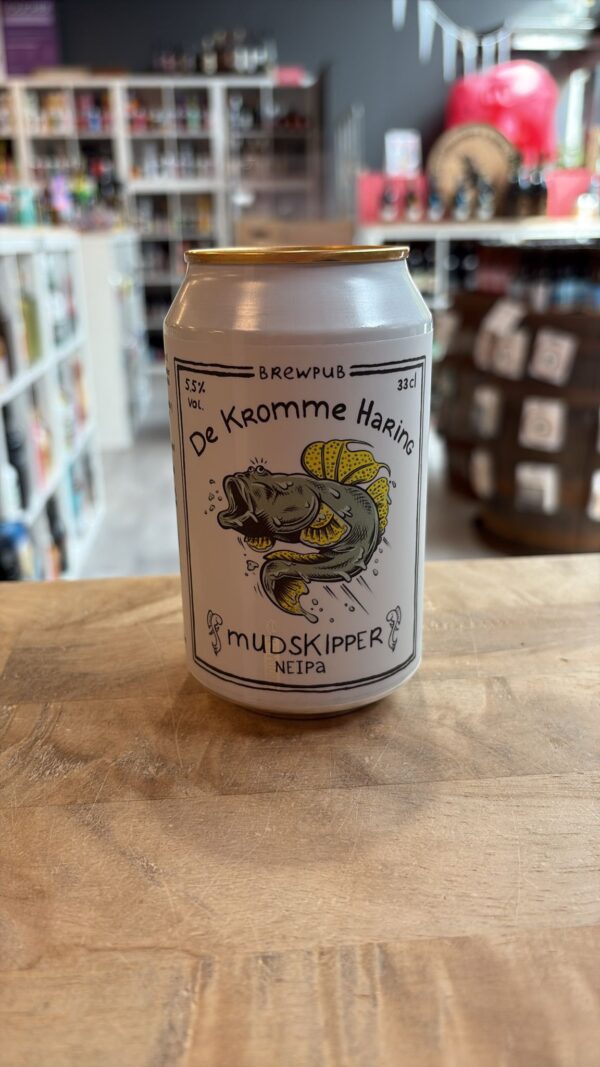 BREWPUB
5.5%
VOL.
33cl
De KROMMe HaRING
MUDSKIPPER
NEIPa